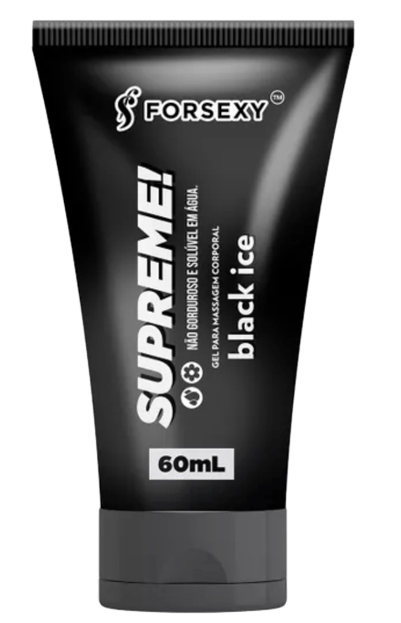 FORSEXY TM
SUPREME!
NÃO GORDUROSO E SOLÚVEL EM ÁGUA.
GEL PARA MASSAGEM CORPORAL
black ice
60mL